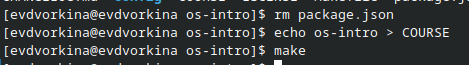 [evdvorkina@evdvorkina os-intro]$ rm package.json
[evdvorkina@evdvorkina os-intro]$ echo os-intro > COURSE
[evdvorkina@evdvorkina os-intro]$ make